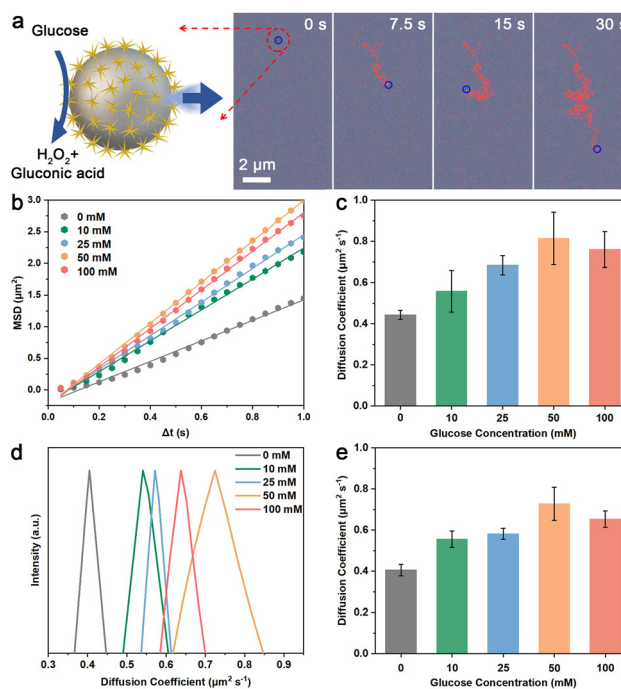 a
Glucose
H₂O₂+
Gluconic acid
0 s
7.5 s
15 s
30 s
2 μm
b
3.0
2.5
2.0
1.5
1.0
0.5
0.0
MSD (μm²)
0 mM
10 mM
25 mM
50 mM
100 mM
0.0
0.2
0.4
0.6
0.8
1.0
Δt (s)
c
1.0
0.8
0.6
0.4
0.2
0.0
Diffusion Coefficient (μm² s⁻¹)
0
10
25
50
100
Glucose Concentration (mM)
d
Intensity (a.u.)
0 mM
10 mM
25 mM
50 mM
100 mM
0.3
0.4
0.5
0.6
0.7
0.8
0.9
Diffusion Coefficient (μm² s⁻¹)
e
1.0
0.8
0.6
0.4
0.2
0.0
Diffusion Coefficient (μm² s⁻¹)
0
10
25
50
100
Glucose Concentration (mM)